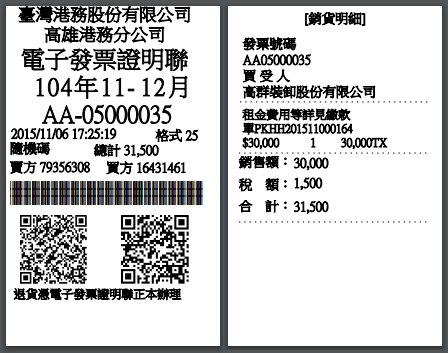 臺灣港務股份有限公司
高雄港務分公司
電子發票證明聯
104年11-12月
AA-05000035
2015/11/06 17:25:19 格式 25
隨機碼 總計 31,500
賣方 79356308 買方 16431461
退貨憑電子發票證明聯正本辦理
[銷貨明細]
發票號碼
AA05000035
買 受 人
高群裝卸股份有限公司
租金費用等詳見繳款
單PKHH201511000164
$30,000 1 30,000TX
銷售額： 30,000
稅 額： 1,500
合 計： 31,500